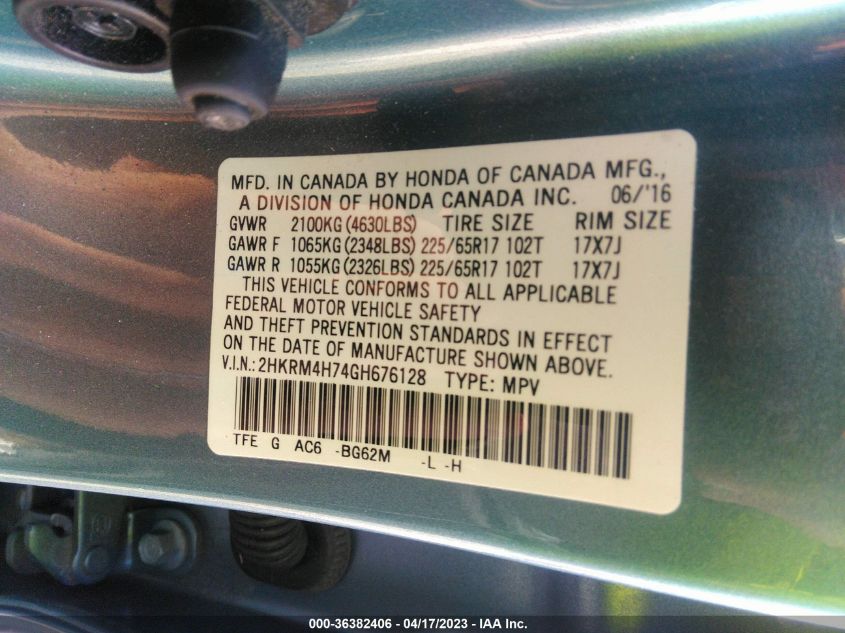 MFD. IN CANADA BY HONDA OF CANADA MFG.,
A DIVISION OF HONDA CANADA INC. 06/'16
GVWR 2100KG(4630LBS) TIRE SIZE RIM SIZE
GAWR F 1065KG(2348LBS) 225/65R17 102T 17X7J
GAWR R 1055KG(2326LBS) 225/65R17 102T 17X7J
THIS VEHICLE CONFORMS TO ALL APPLICABLE
FEDERAL MOTOR VEHICLE SAFETY
AND THEFT PREVENTION STANDARDS IN EFFECT
ON THE DATE OF MANUFACTURE SHOWN ABOVE.
V.I.N.: 2HKRM4H74GH676128 TYPE: MPV
TFE G AC6 -BG62M -L -H
000-36382406 - 04/17/2023 - IAA Inc.